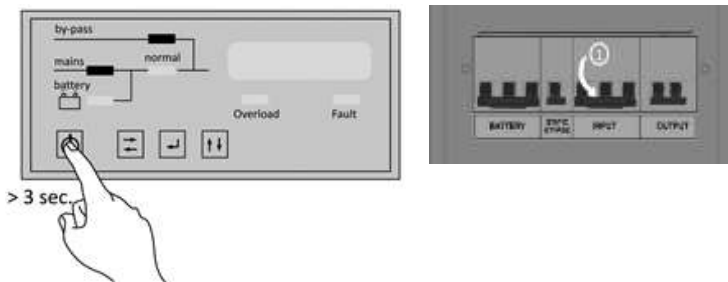 by-pass
mains
normal
battery
Overload
Fault
> 3 sec.
1
BATTERY
INPUT
OUTPUT